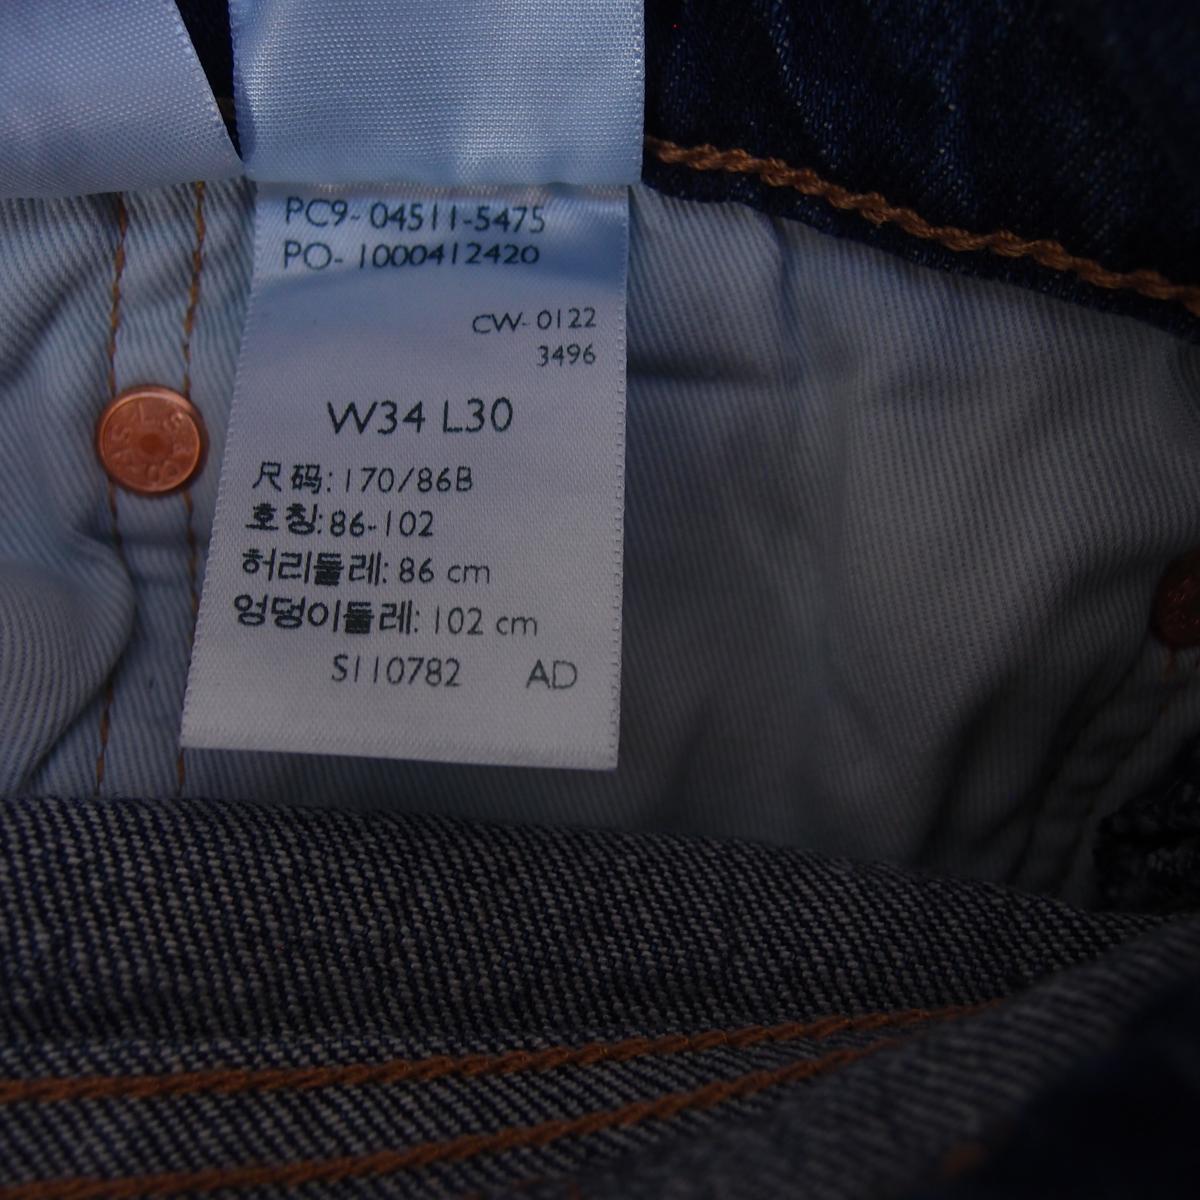 PC9-04511-5475
PO-1000412420
CW-0122
3496
W34 L30
尺码:170/86B
호칭:86-102
허리둘레: 86 cm
엉덩이둘레: 102 cm
S110782 AD